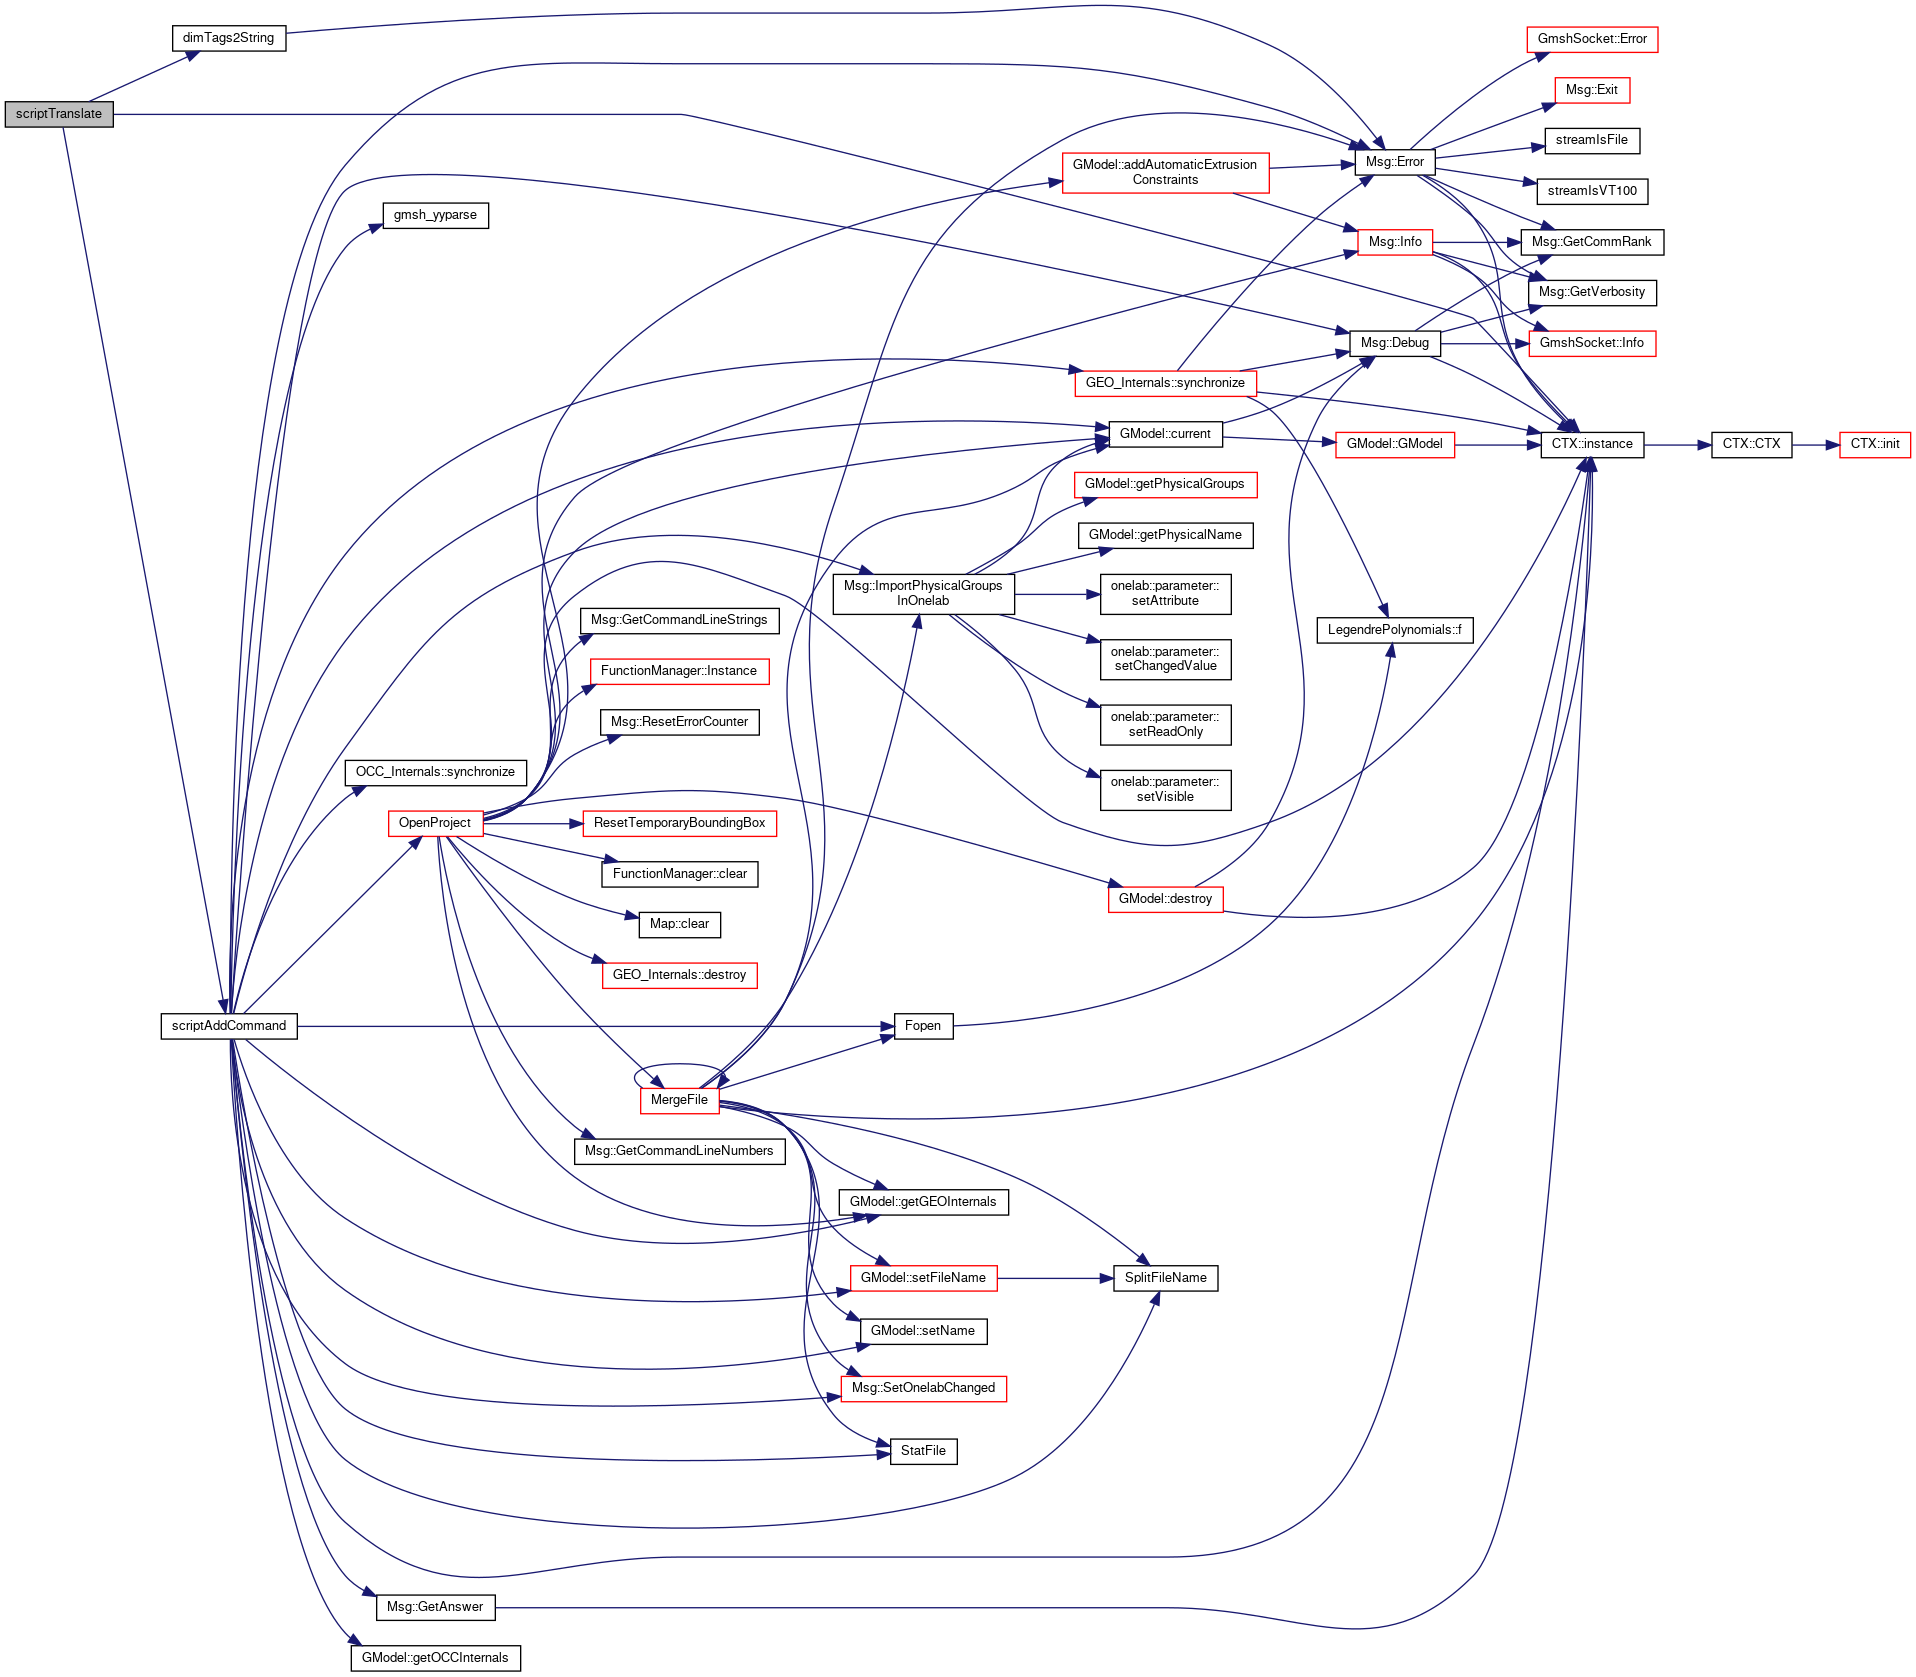 dimTags2String
GmshSocket::Error
Msg::Exit
scriptTranslate
streamIsFile
Msg::Error
GModel::addAutomaticExtrusion
Constraints
streamIsVT100
gmsh_yyparse
Msg::Info
Msg::GetCommRank
Msg::GetVerbosity
Msg::Debug
GmshSocket::Info
GEO_Internals::synchronize
GModel::current
GModel::GModel
CTX::instance
CTX::CTX
CTX::init
GModel::getPhysicalGroups
GModel::getPhysicalName
Msg::ImportPhysicalGroups
InOnelab
onelab::parameter::
setAttribute
Msg::GetCommandLineStrings
LegendrePolynomials::f
onelab::parameter::
setChangedValue
FunctionManager::Instance
Msg::ResetErrorCounter
onelab::parameter::
setReadOnly
OCC_Internals::synchronize
onelab::parameter::
setVisible
OpenProject
ResetTemporaryBoundingBox
FunctionManager::clear
GModel::destroy
Map::clear
GEO_Internals::destroy
scriptAddCommand
Fopen
MergeFile
Msg::GetCommandLineNumbers
GModel::getGEOInternals
GModel::setFileName
SplitFileName
GModel::setName
Msg::SetOnelabChanged
StatFile
Msg::GetAnswer
GModel::getOCCInternals